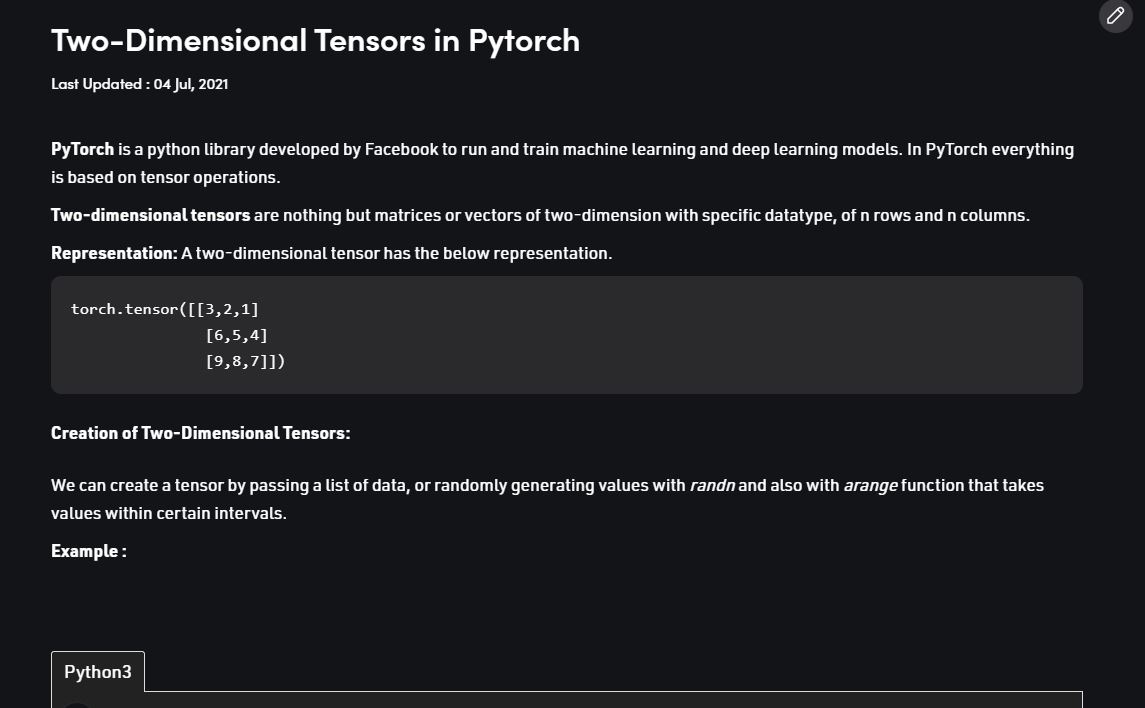 Two-Dimensional Tensors in Pytorch
Last Updated : 04 Jul, 2021
PyTorch is a python library developed by Facebook to run and train machine learning and deep learning models. In PyTorch everything
is based on tensor operations.
Two-dimensional tensors are nothing but matrices or vectors of two-dimension with specific datatype, of n rows and n columns.
Representation: A two-dimensional tensor has the below representation.
torch.tensor([[3,2,1]
[6,5,4]
[9,8,7]])
Creation of Two-Dimensional Tensors:
We can create a tensor by passing a list of data, or randomly generating values with randn and also with arange function that takes
values within certain intervals.
Example :
Python3